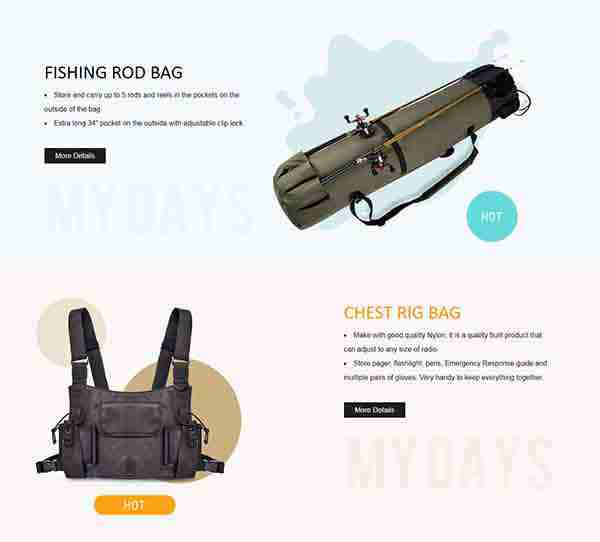 FISHING ROD BAG
• Store and carry up to 5 rods and reels in the pockets on the
outside of the bag
• Extra long 34" pocket on the outside with adjustable clip lock.
More Details
MYDAYS
HOT
CHEST RIG BAG
• Make with good quality Nylon, it is a quality built product that
can adjust to any size of radio.
• Store pager, flashlight, pens, Emergency Response guide and
multiple pairs of gloves. Very handy to keep everything together.
More Details
MYDAYS
HOT